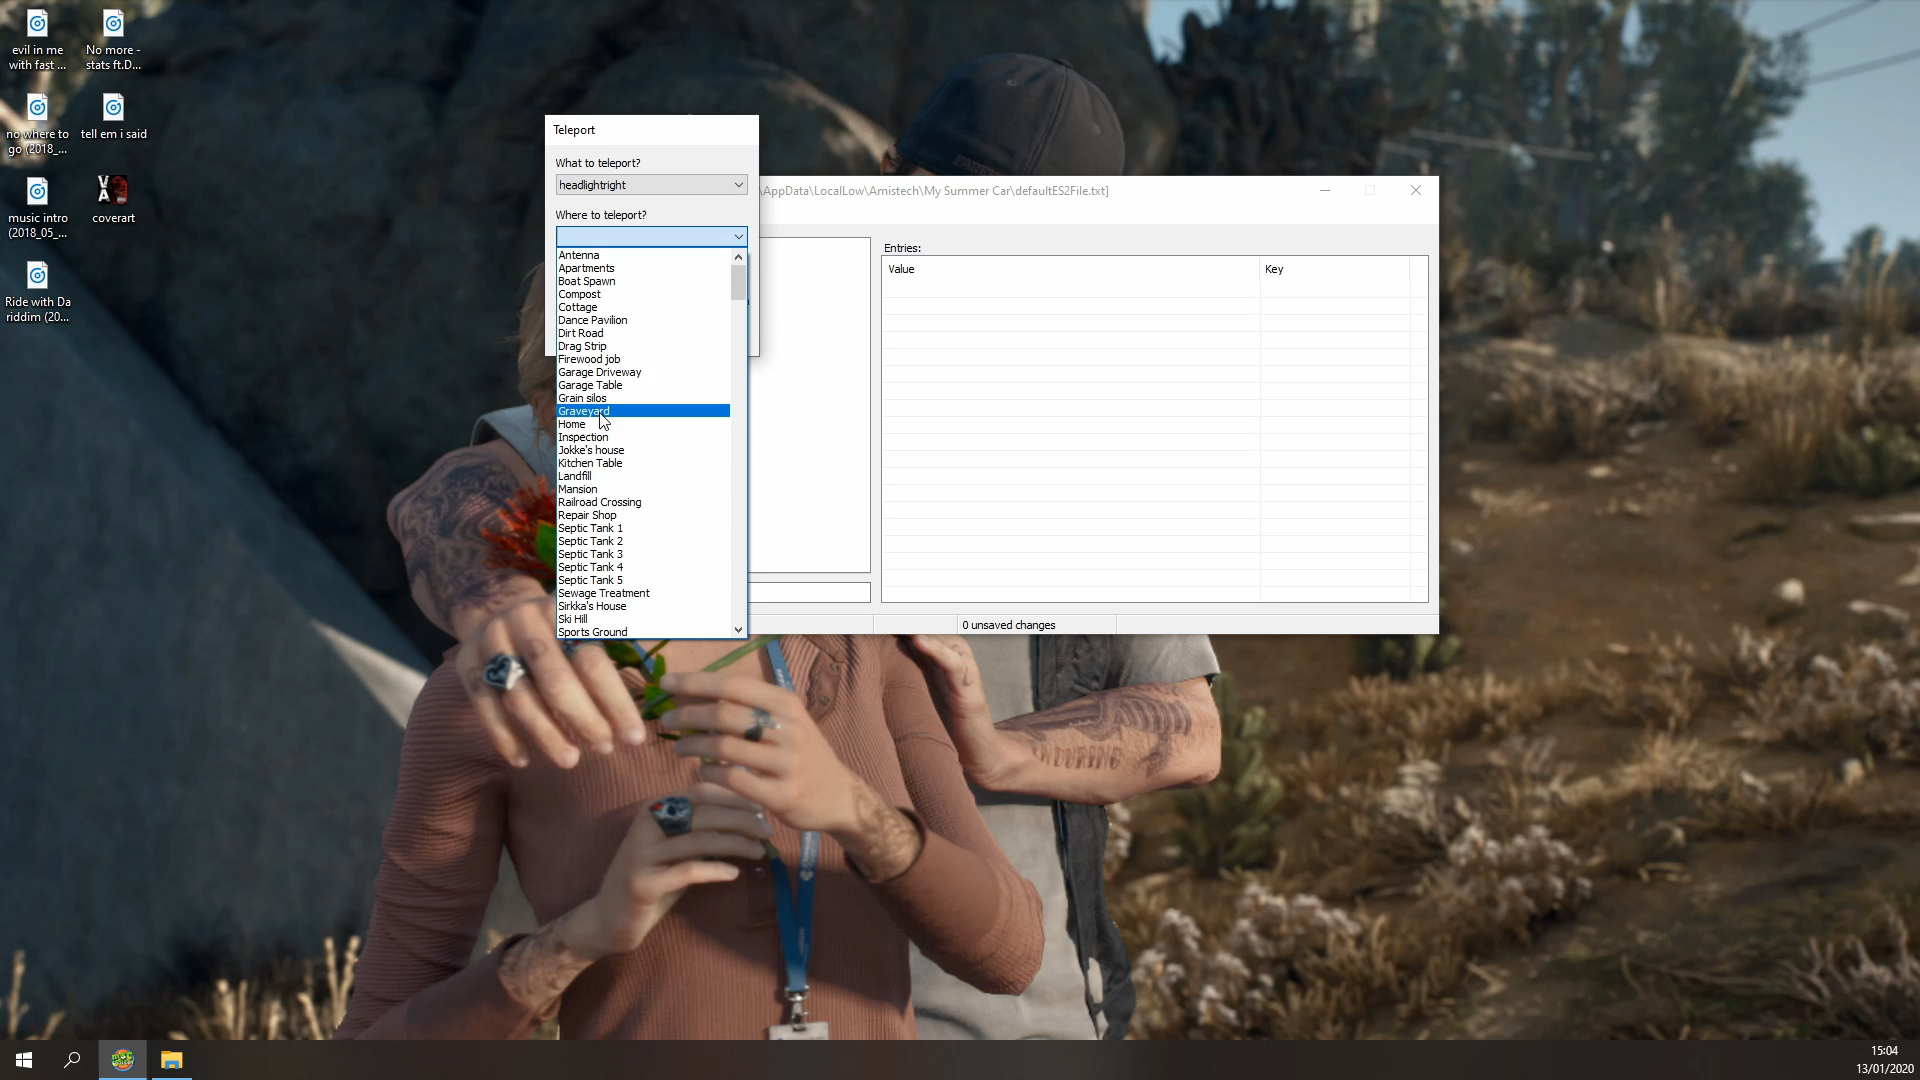 evil in me
with fast ...
No more -
stats ft.D...
no where to
go (2018_...
tell em i said
music intro
(2018_05_...
coverart
Ride with Da
riddim (20...
Teleport
What to teleport?
headlightright
Where to teleport?
Antenna
Apartments
Boat Spawn
Compost
Cottage
Dance Pavilion
Dirt Road
Drag Strip
Firewood job
Garage Driveway
Garage Table
Grain silos
Graveyard
Home
Inspection
Jokke's house
Kitchen Table
Landfill
Mansion
Railroad Crossing
Repair Shop
Septic Tank 1
Septic Tank 2
Septic Tank 3
Septic Tank 4
Septic Tank 5
Sewage Treatment
Sirkka's House
Ski Hill
Sports Ground
\AppData\LocalLow\Amistech\My Summer Car\defaultES2File.txt]
Entries:
Value Key
0 unsaved changes
15:04
13/01/2020